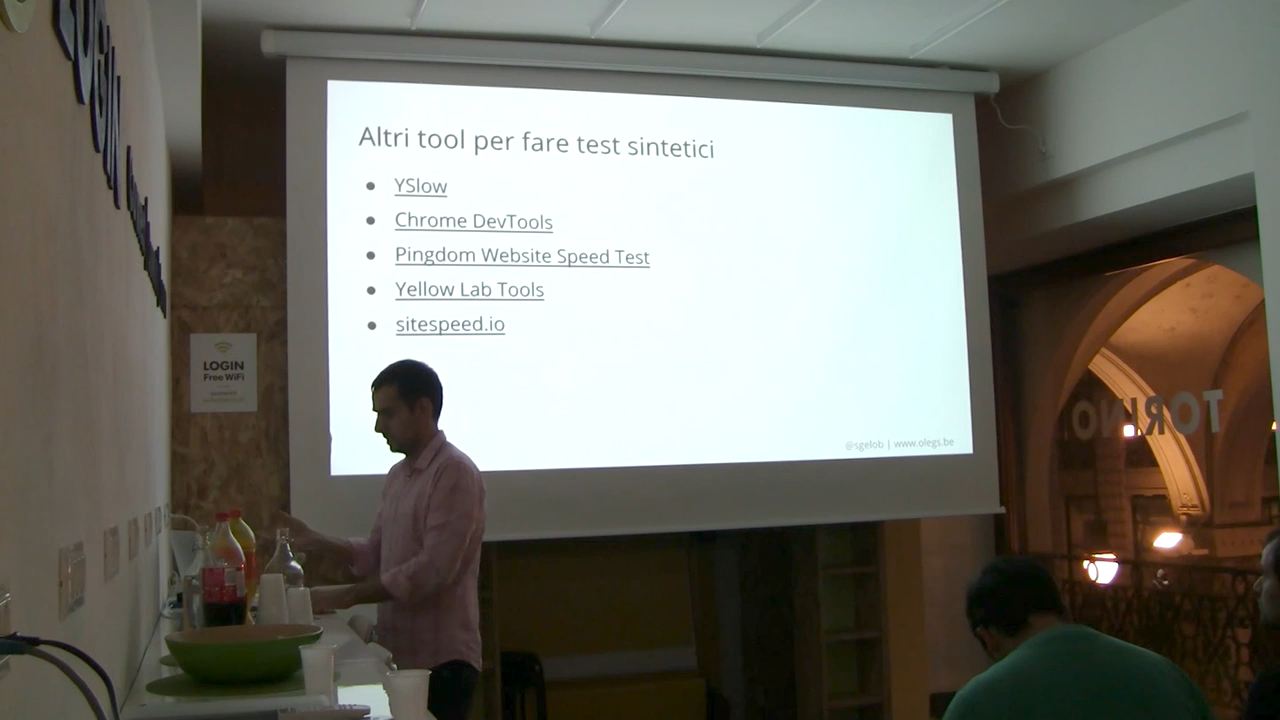 LOGIN
Altri tool per fare test sintetici
● YSlow
● Chrome DevTools
● Pingdom Website Speed Test
● Yellow Lab Tools
● sitespeed.io
@sgelob | www.olegs.be
LOGIN
Free WiFi
TORINO